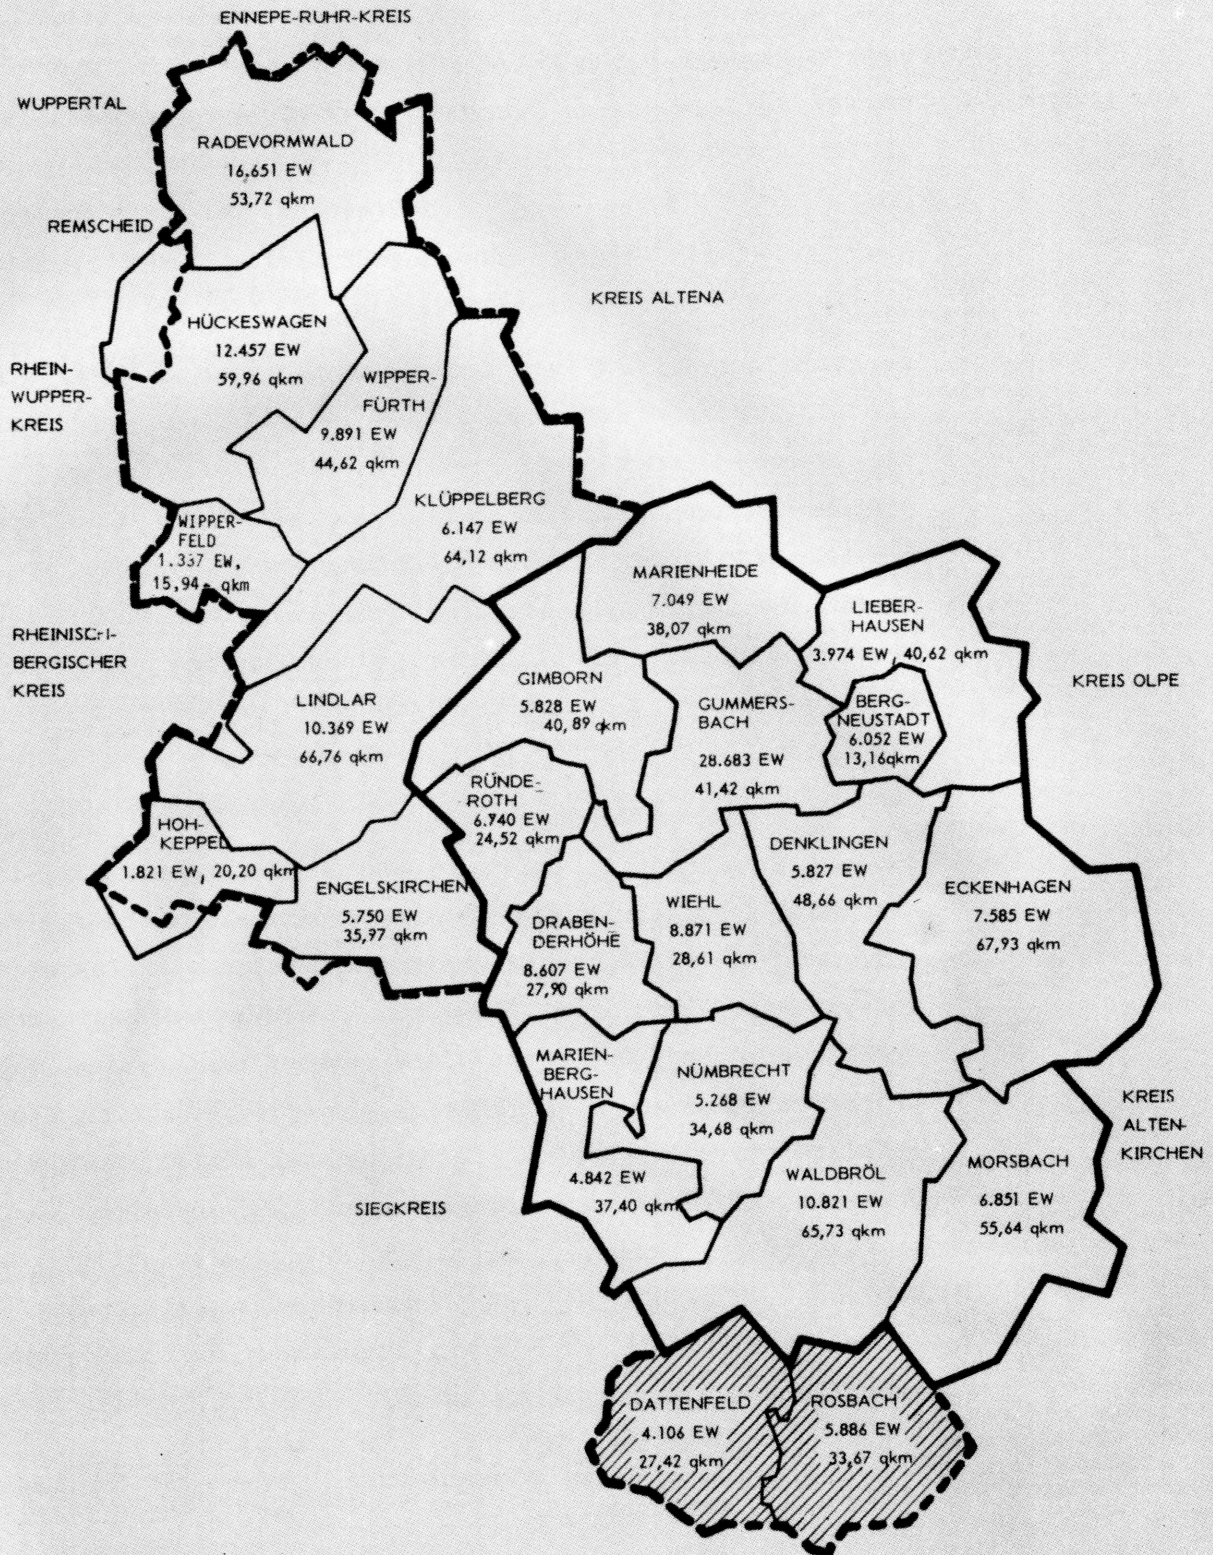 ENNEPE-RUHR-KREIS
WUPPERTAL
RADEVORMWALD
16.651 EW
53,72 qkm
REMSCHEID
KREIS ALTENA
HÜCKESWAGEN
12.457 EW
59,96 qkm
RHEIN-
WUPPER-
KREIS
WIPPER-
FÜRTH
9.891 EW
44,62 qkm
KLÜPPELBERG
6.147 EW
64,12 qkm
WIPPER-
FELD
1.337 EW,
15,94 qkm
MARIENHEIDE
7.049 EW
38,07 qkm
LIEBER-
HAUSEN
3.974 EW, 40,62 qkm
RHEINISCH-
BERGISCHER
KREIS
KREIS OLPE
LINDLAR
10.369 EW
66,76 qkm
GIMBORN
5.828 EW
40,89 qkm
GUMMERS-
BACH
28.683 EW
41,42 qkm
BERG-
NEUSTADT
6.052 EW
13,16qkm
RÜNDE-
ROTH
6.740 EW
24,52 qkm
HOH-
KEPPEL
1.821 EW, 20,20 qkm
ENGELSKIRCHEN
5.750 EW
35,97 qkm
DENKLINGEN
5.827 EW
48,66 qkm
ECKENHAGEN
7.585 EW
67,93 qkm
WIEHL
8.871 EW
28,61 qkm
DRABEN-
DERHÖHE
8.607 EW
27,90 qkm
MARIEN-
BERG-
HAUSEN
4.842 EW
37,40 qkm
NÜMBRECHT
5.268 EW
34,68 qkm
KREIS
ALTEN-
KIRCHEN
SIEGKREIS
WALDBRÖL
10.821 EW
65,73 qkm
MORSBACH
6.851 EW
55,64 qkm
DATTENFELD
4.106 EW
27,42 qkm
ROSBACH
5.886 EW
33,67 qkm